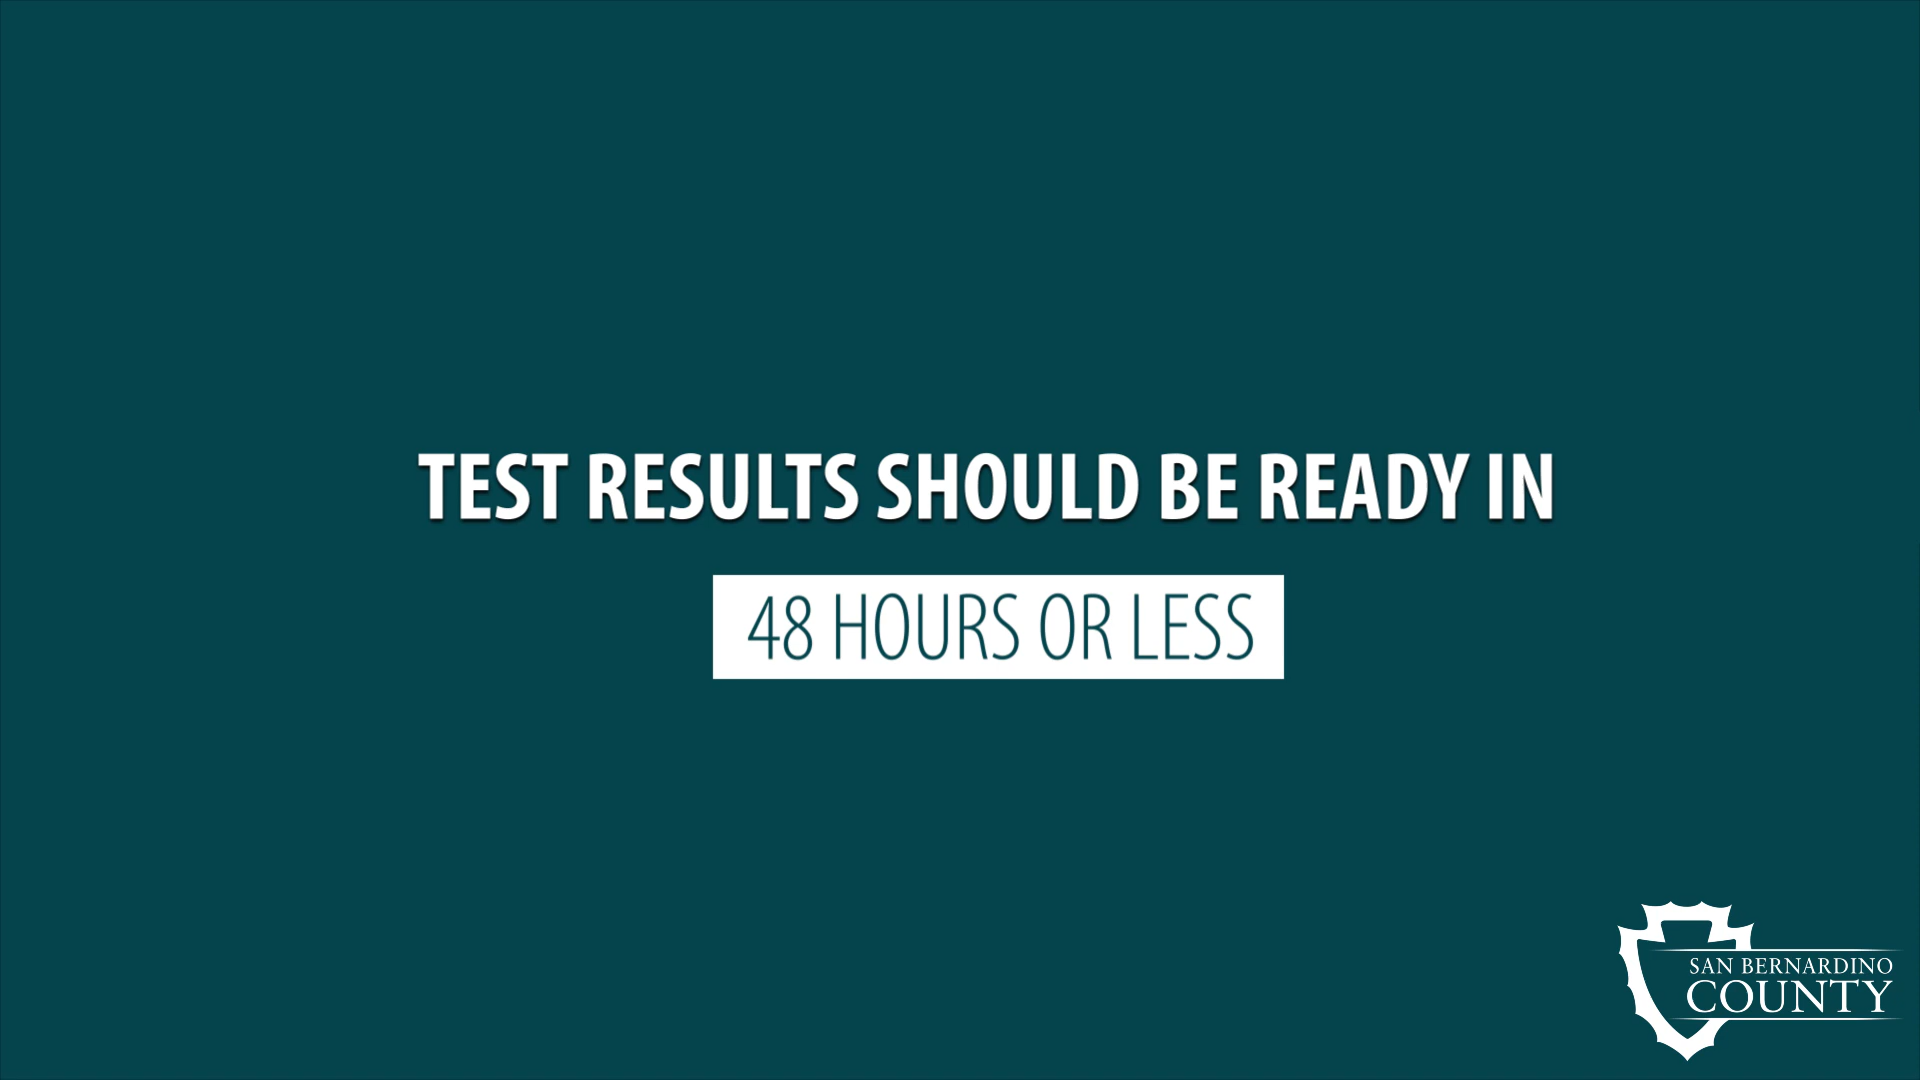 TEST RESULTS SHOULD BE READY IN
48 HOURS OR LESS
SAN BERNARDINO
COUNTY